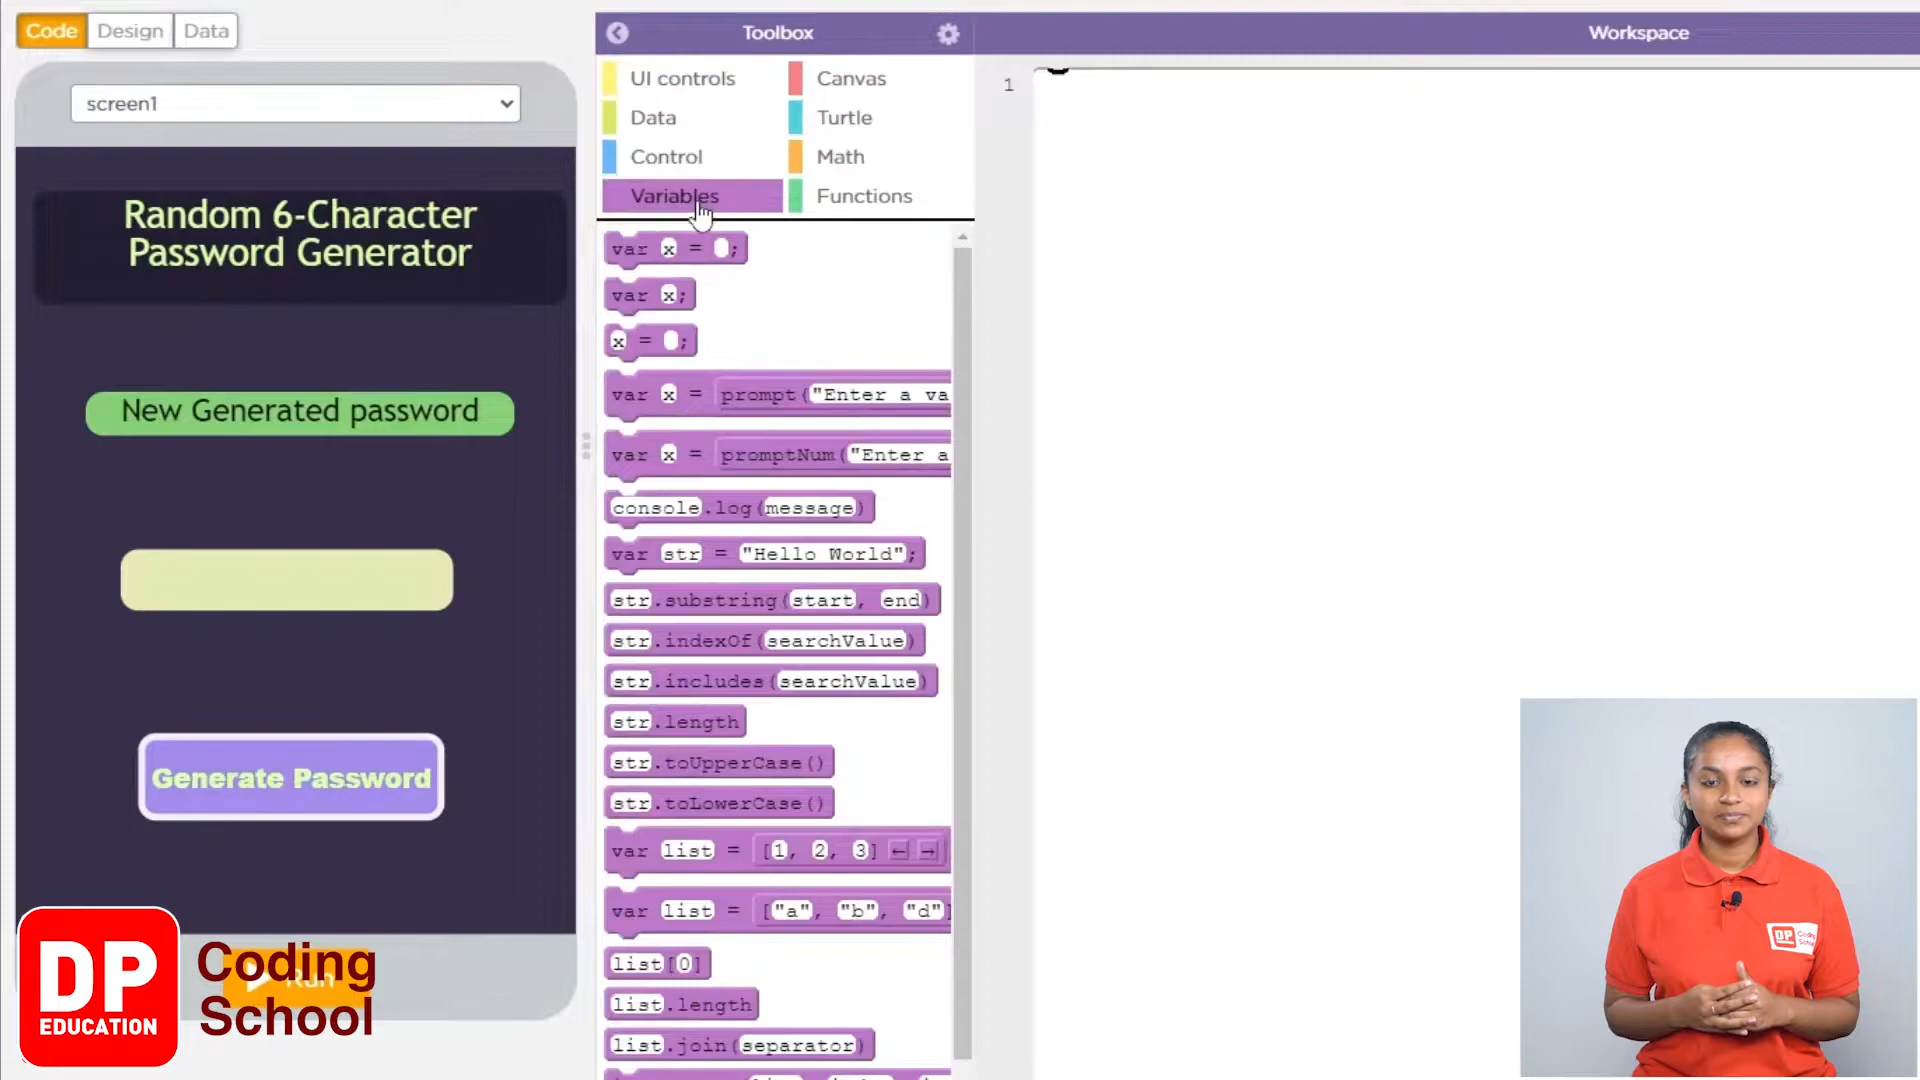 Code Design Data
screen1
Random 6-Character
Password Generator
New Generated password
Generate Password
Run
DP
EDUCATION
Coding
School
Toolbox
UI controls
Canvas
Data
Turtle
Control
Math
Variables
Functions
var x = ;
var x;
x = ;
var x = prompt("Enter a va
var x = promptNum("Enter a
console.log(message)
var str = "Hello World";
str.substring(start, end)
str.indexOf(searchValue)
str.includes(searchValue)
str.length
str.toUpperCase()
str.toLowerCase()
var list = [1, 2, 3] ← →
var list = ["a", "b", "d"]
list[0]
list.length
list.join(separator)
Workspace
1
DP
Coding
School